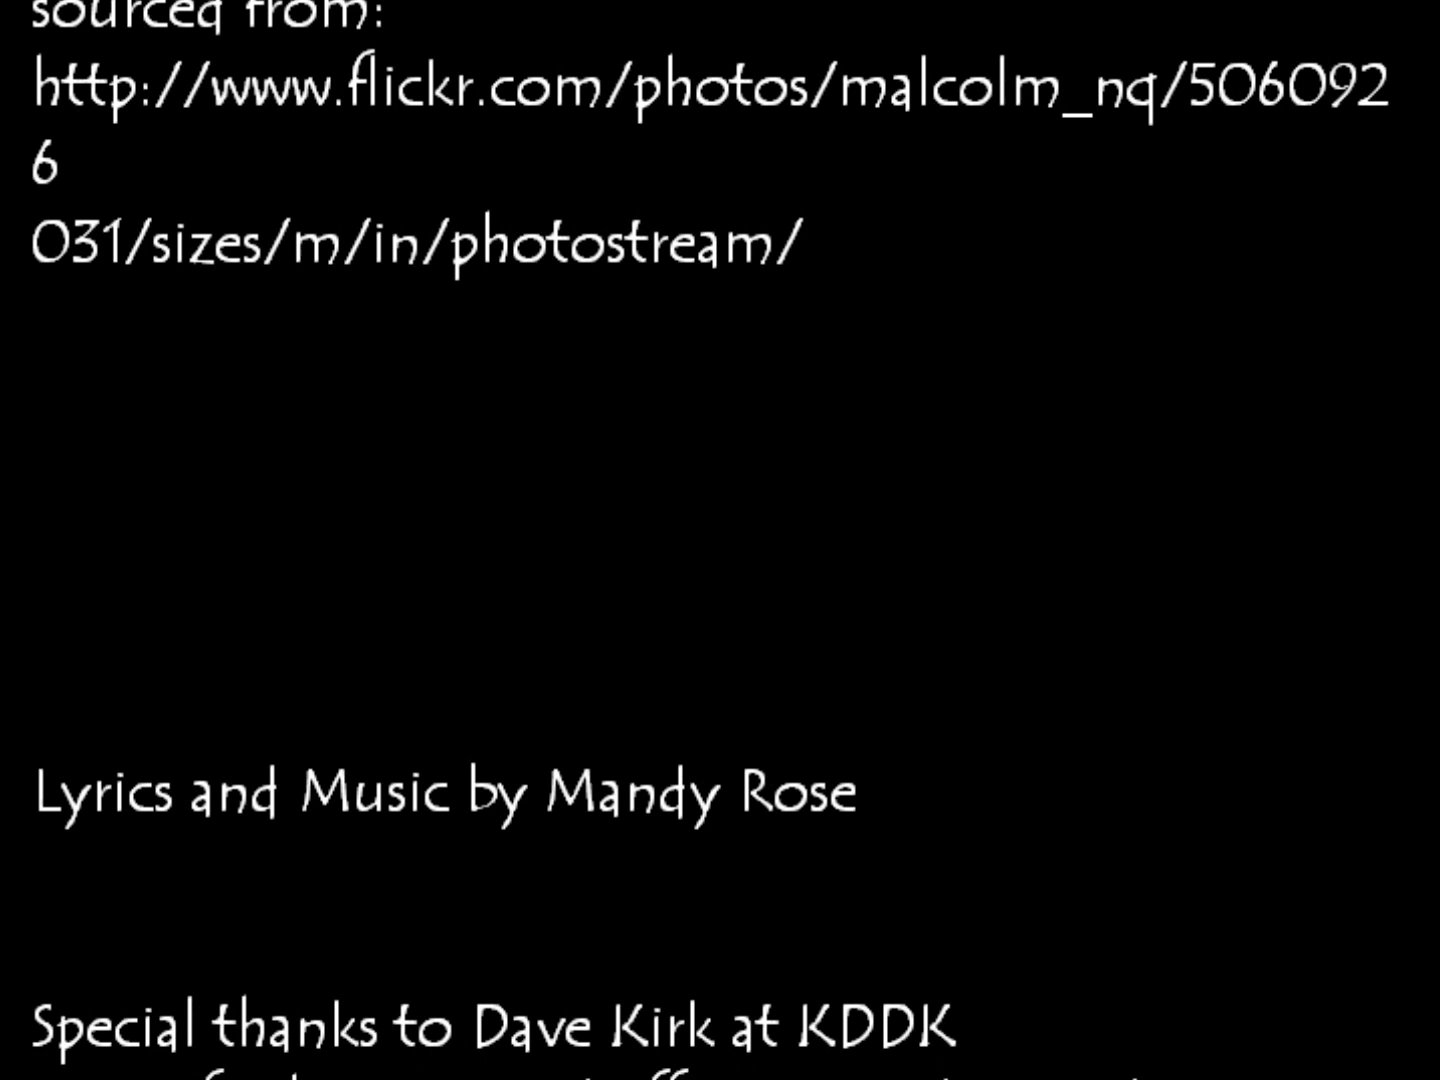 sourced from:
http://www.flickr.com/photos/malcolm_nq/506092
6
031/sizes/m/in/photostream/
Lyrics and Music by Mandy Rose
Special thanks to Dave Kirk at KDDK